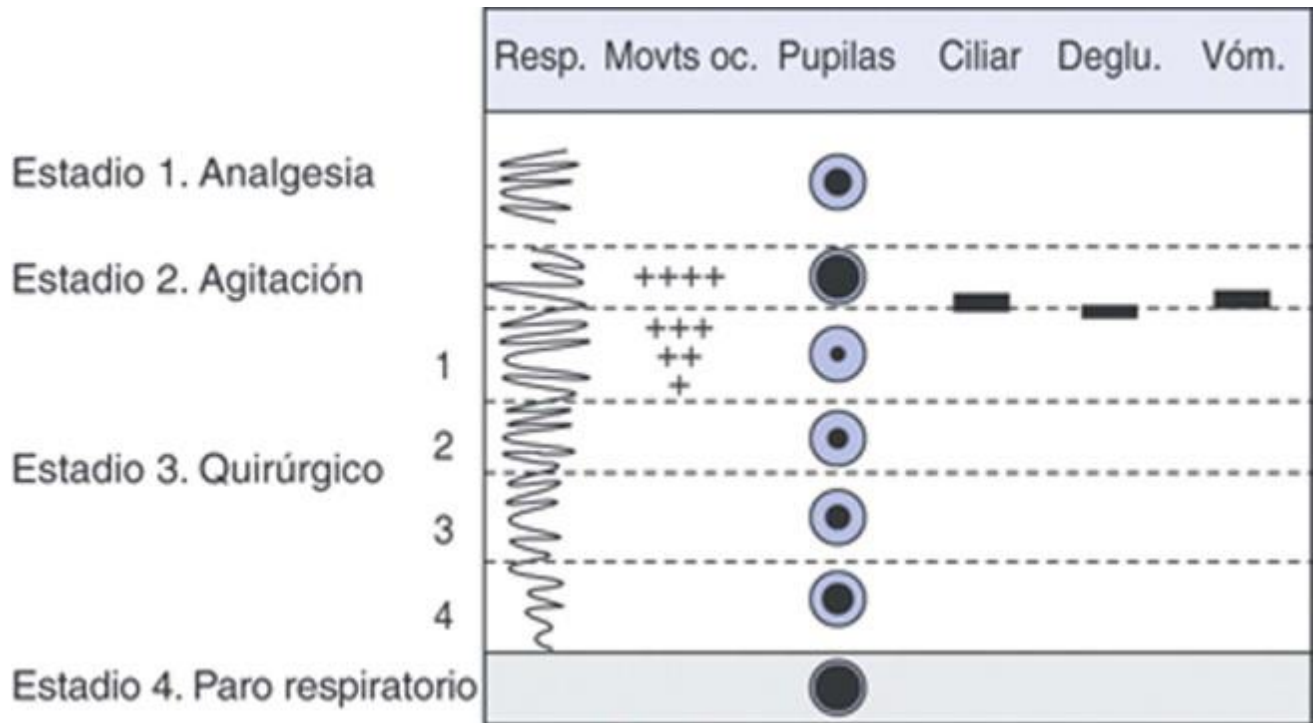 Resp. Movts oc. Pupilas Ciliar Deglu. Vóm.
Estadio 1. Analgesia
Estadio 2. Agitación
++++
+++
++
+
1
2
Estadio 3. Quirúrgico
3
4
Estadio 4. Paro respiratorio